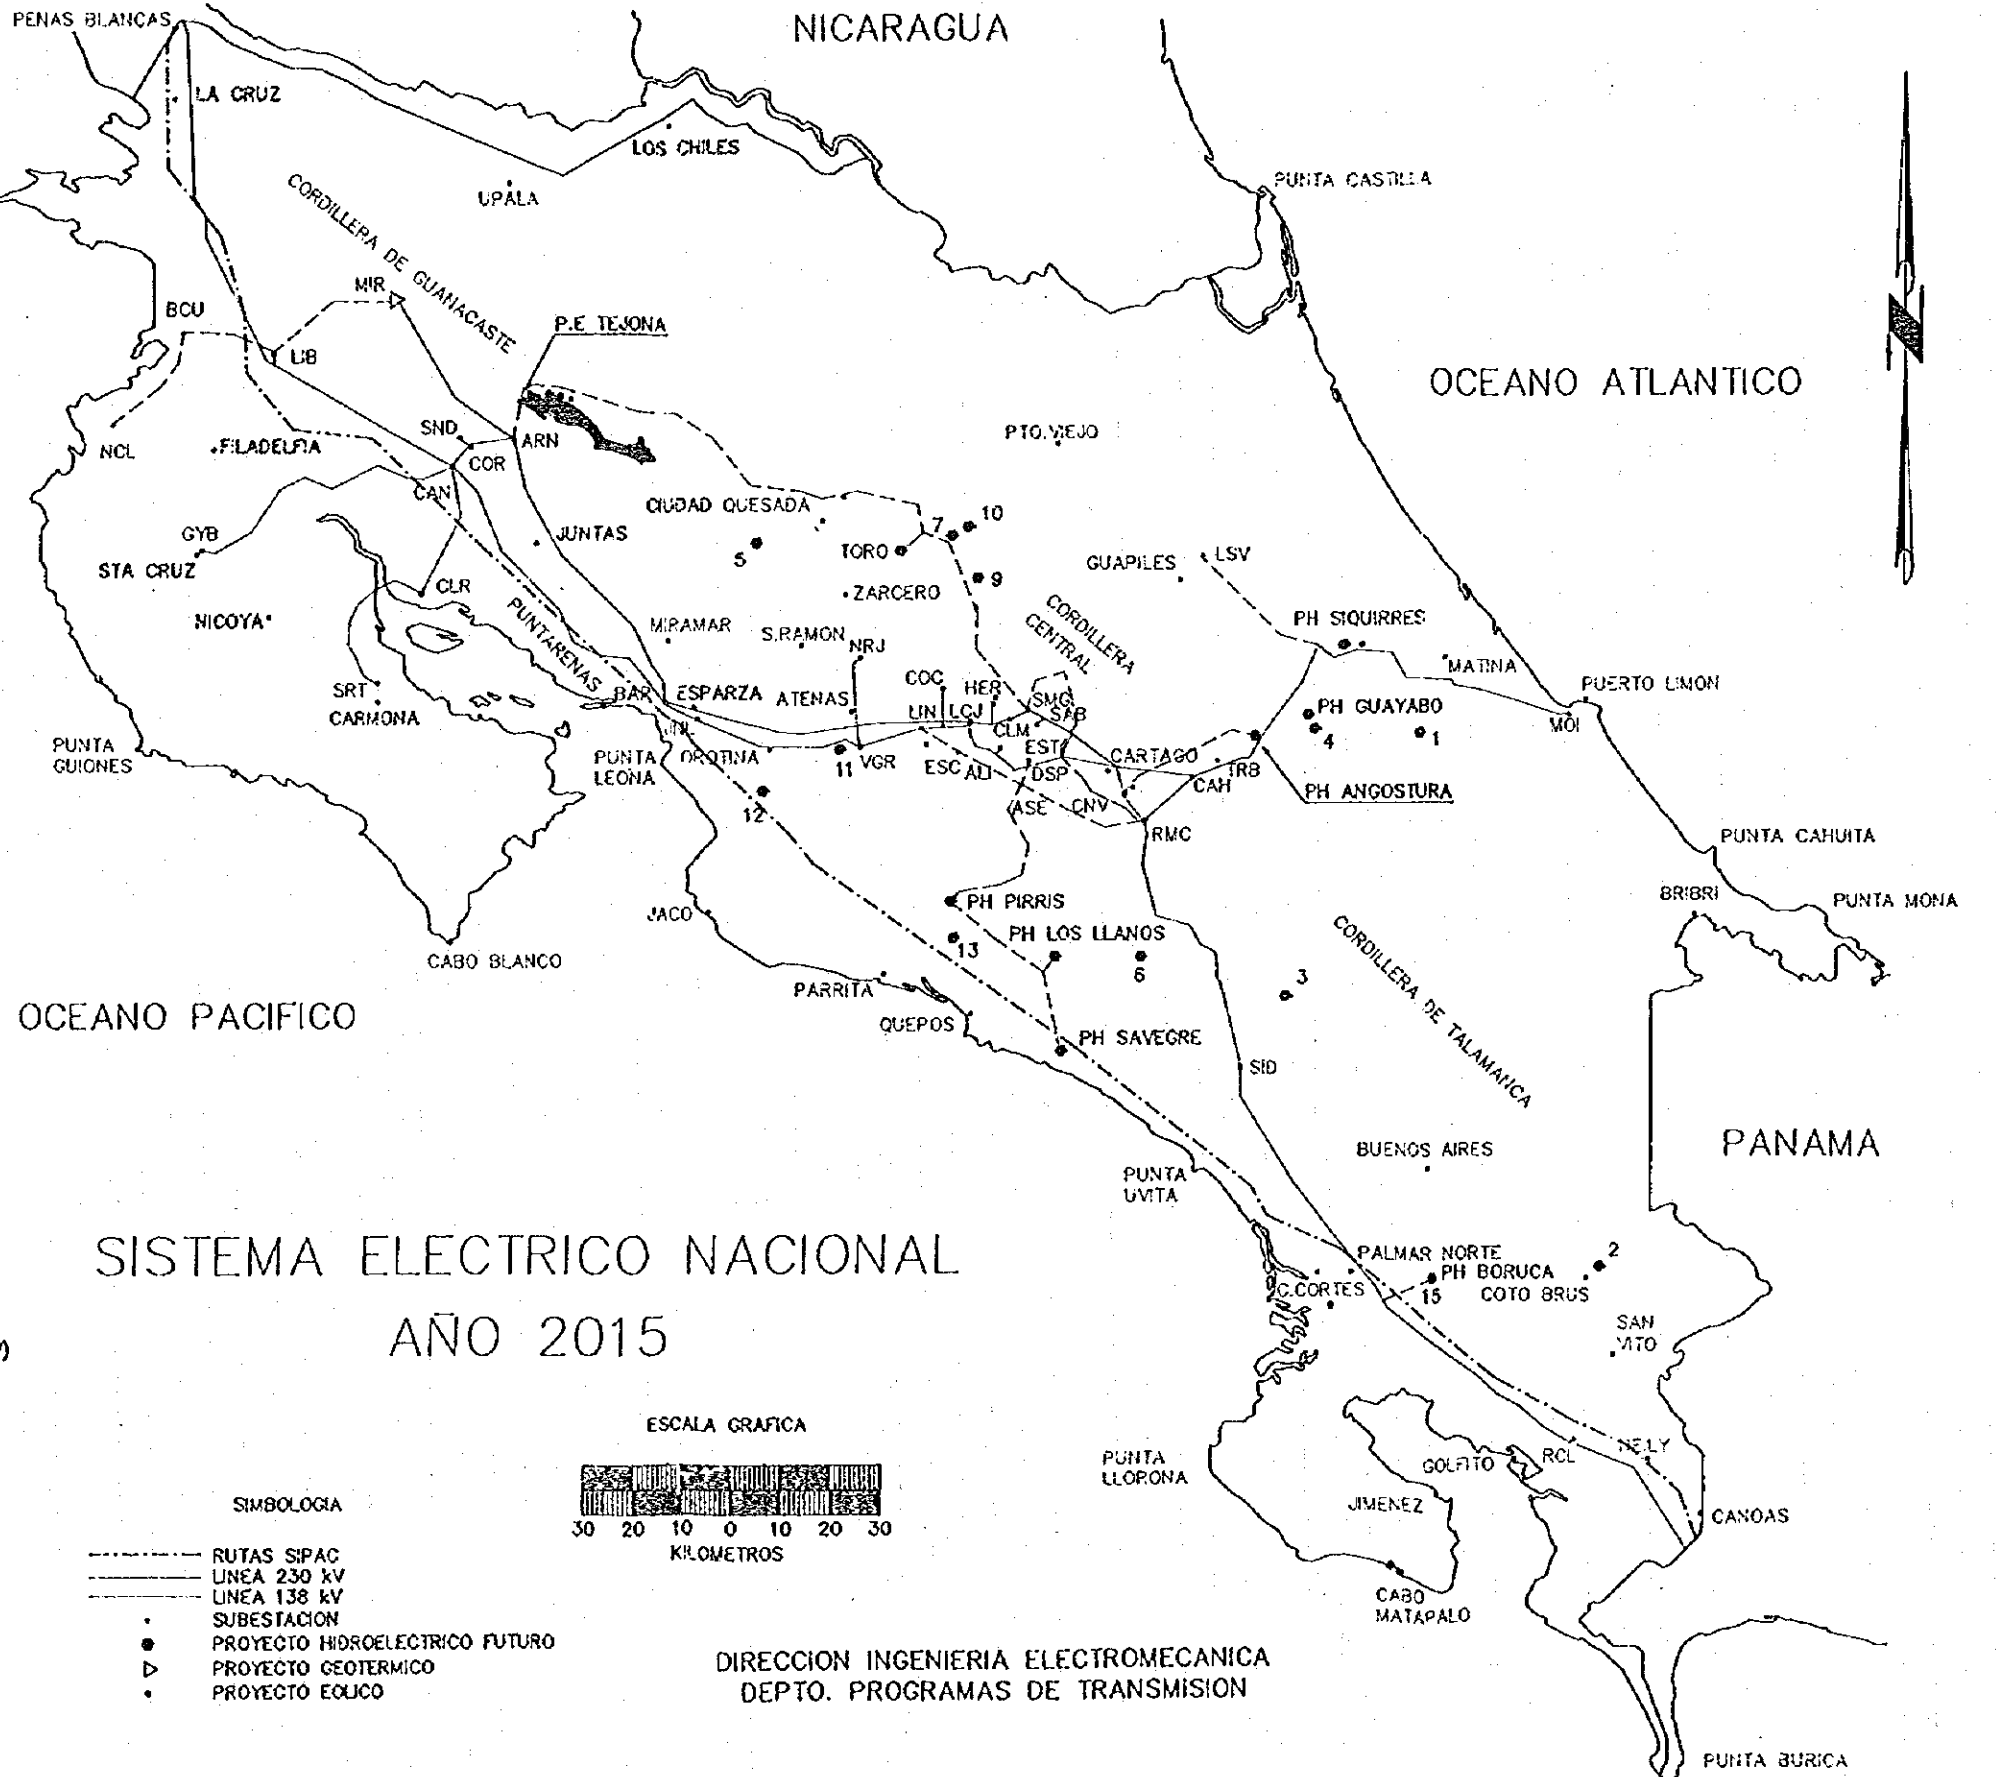 PENAS BLANCAS
NICARAGUA
LA CRUZ
LOS CHILES
UPALA
PUNTA CASTILLA
CORDILLERA DE GUANACASTE
MIR
BCU
P.E TEJONA
LIB
OCEANO ATLANTICO
SND
ARN
PTO.VIEJO
NCL
FILADELFIA
COR
CAN
CIUDAD QUESADA
7
10
GYB
JUNTAS
5
TORO
GUAPILES
LSV
STA CRUZ
9
CLR
ZARCERO
PUNTARENAS
CORDILLERA
CENTRAL
NICOYA
MIRAMAR
S.RAMON
NRJ
PH SIQUIRRES
MATINA
SRT
BAR
ESPARZA
ATENAS
COC
HER
SMG
PUERTO LIMON
CARMONA
LIN
LCJ
SAB
PH GUAYABO
MOI
JNL
CLM
4
1
PUNTA
GUIONES
PUNTA
LEONA
OROTINA
11
VGR
ESC
ALI
EST
DSP
CARTAGO
TRB
CAH
12
ASE
CNV
PH ANGOSTURA
RMC
PUNTA CAHUITA
JACO
PH PIRRIS
BRIBRI
PUNTA MONA
CABO BLANCO
13
PH LOS LLANOS
6
3
CORDILLERA DE TALAMANCA
PARRITA
OCEANO PACIFICO
QUEPOS
PH SAVEGRE
SID
PANAMA
BUENOS AIRES
PUNTA
UVITA
SISTEMA ELECTRICO NACIONAL
AÑO 2015
PALMAR NORTE
2
PH BORUCA
C.CORTES
15
COTO BRUS
SAN
VITO
ESCALA GRAFICA
30 20 10 0 10 20 30
KILOMETROS
PUNTA
LLORONA
GOLFITO
RCL
NEILY
JIMENEZ
CANOAS
CABO
MATAPALO
SIMBOLOGIA
RUTAS SIPAC
LINEA 230 kV
LINEA 138 kV
SUBESTACION
PROYECTO HIDROELECTRICO FUTURO
PROYECTO GEOTERMICO
PROYECTO EOLICO
DIRECCION INGENIERIA ELECTROMECANICA
DEPTO. PROGRAMAS DE TRANSMISION
PUNTA BURICA